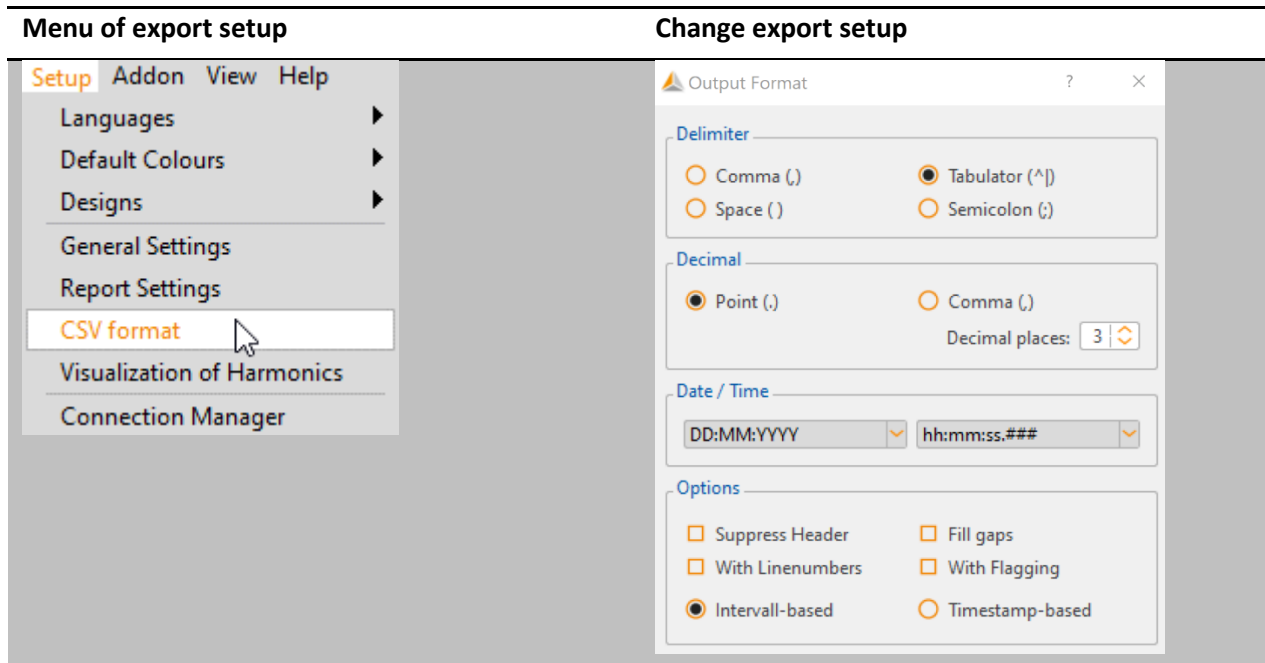 Menu of export setup
Change export setup
Setup Addon View Help
Languages
Default Colours
Designs
General Settings
Report Settings
CSV format
Visualization of Harmonics
Connection Manager
Output Format ?
Delimiter
Comma (,) Tabulator (^|)
Space ( ) Semicolon (;)
Decimal
Point (.) Comma (,)
Decimal places: 3
Date / Time
DD:MM:YYYY hh:mm:ss.###
Options
Suppress Header Fill gaps
With Linenumbers With Flagging
Intervall-based Timestamp-based